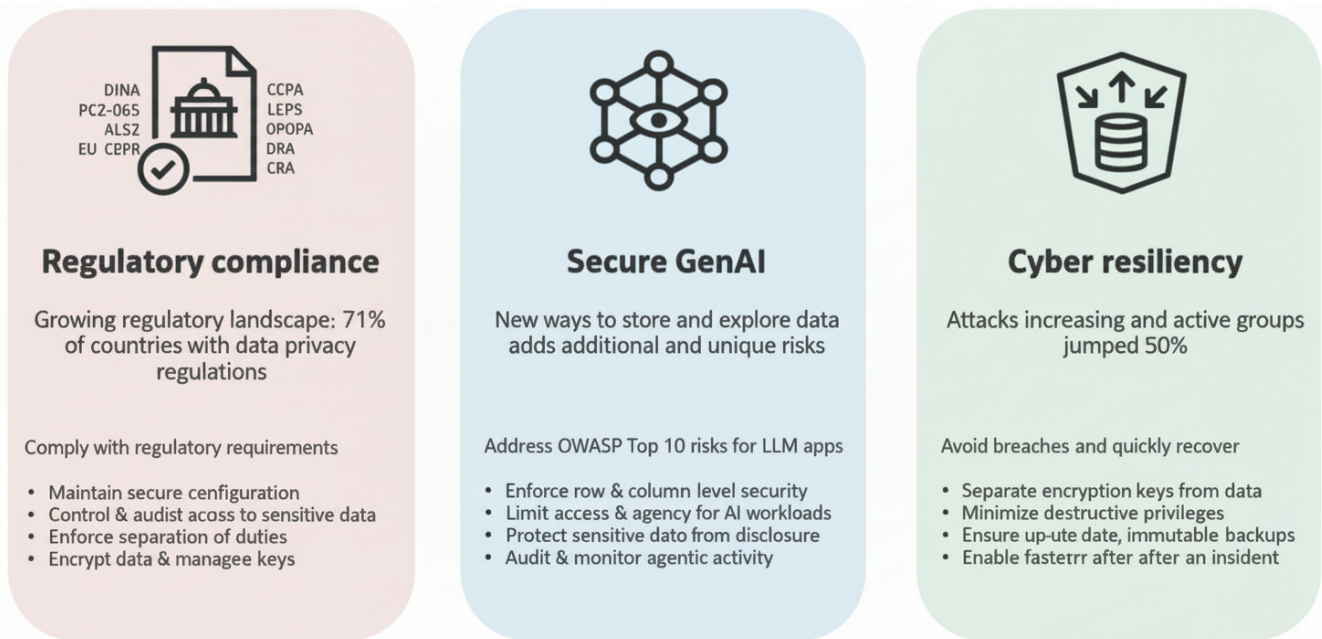 DINA
PC2-065
ALS2
EU CBPR
CCPA
LEPS
OPOPA
DRA
CRA
Regulatory compliance
Growing regulatory landscape: 71%
of countries with data privacy
regulations
Comply with regulatory requirements
• Maintain secure cenfiguration
• Control & audist acɑss to sensitive data
• Enforce separation of duties
• Encrypt data & managee keys
Secure GenAI
New ways to store and explore data
adds additional and unique risks
Address OWASP Top 10 risks for LLM apps
• Enforce row & column level security
• Limit access & agency for AI workloads
• Protect sensitive dato from disclosure
• Audit & monitor agentic activity
Cyber resiliency
Attacks increasing and active groups
jumped 50%
Avoid breaches and quickly recover
• Separate encryption keys from data
• Minimize destructive privileges
• Ensure up-ute date, immutable backups
• Enable fasterr after after an insident